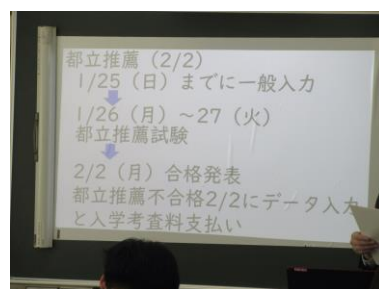 都立推薦（2/2）
1/25（日）までに一般入力
1/26（月）～27（火）
都立推薦試験
2/2（月）合格発表
都立推薦不合格2/2にデータ入力
と入学考査料支払い